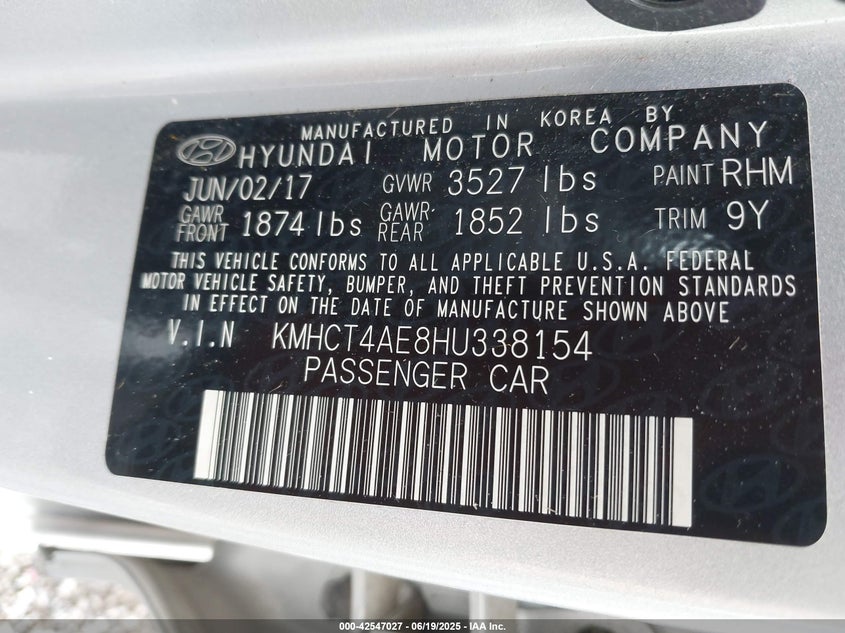 MANUFACTURED IN KOREA BY
HYUNDAI MOTOR COMPANY
JUN/02/17 GVWR 3527 lbs PAINT RHM
GAWR FRONT 1874 lbs GAWR REAR 1852 lbs TRIM 9Y
THIS VEHICLE CONFORMS TO ALL APPLICABLE U.S.A. FEDERAL
MOTOR VEHICLE SAFETY, BUMPER, AND THEFT PREVENTION STANDARDS
IN EFFECT ON THE DATE OF MANUFACTURE SHOWN ABOVE
V.I.N KMHCT4AE8HU338154
PASSENGER CAR
000-42547027 - 06/19/2025 - IAA Inc.